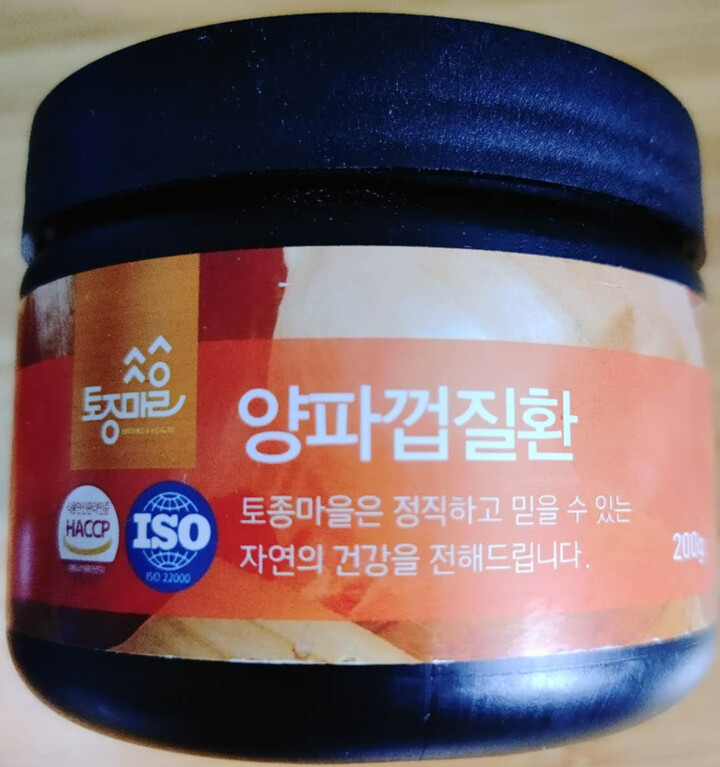 토종마을
양파껍질환
HACCP
ISO
ISO 22000
토종마을은 정직하고 믿을 수 있는
자연의 건강을 전해드립니다.
200g